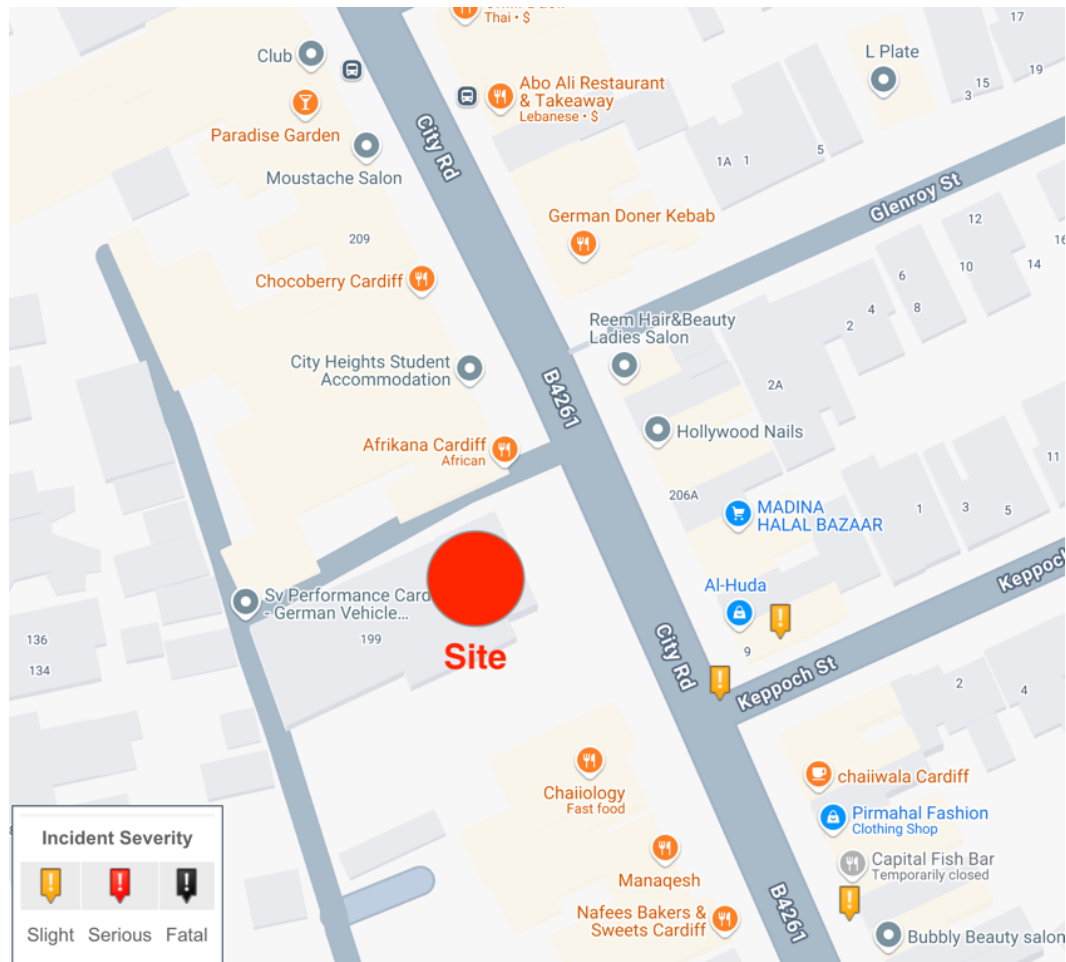 Thai • $
Club
L Plate
17
19
15
3
Abo Ali Restaurant
& Takeaway
Lebanese • $
Paradise Garden
City Rd
Moustache Salon
1A
1
5
Glenroy St
209
German Doner Kebab
12
16
10
14
6
8
4
2
Chocoberry Cardiff
Reem Hair&Beauty
Ladies Salon
City Heights Student
Accommodation
B4261
2A
Hollywood Nails
Afrikana Cardiff
African
11
206A
MADINA
HALAL BAZAAR
1
3
5
Keppoch
Al-Huda
Sv Performance Card
- German Vehicle...
199
136
134
Site
City Rd
9
Keppoch St
2
4
Chaiiology
Fast food
chaiiwala Cardiff
Pirmahal Fashion
Clothing Shop
Capital Fish Bar
Temporarily closed
Manaqesh
B4261
Nafees Bakers &
Sweets Cardiff
Bubbly Beauty salon
Incident Severity
Slight Serious Fatal